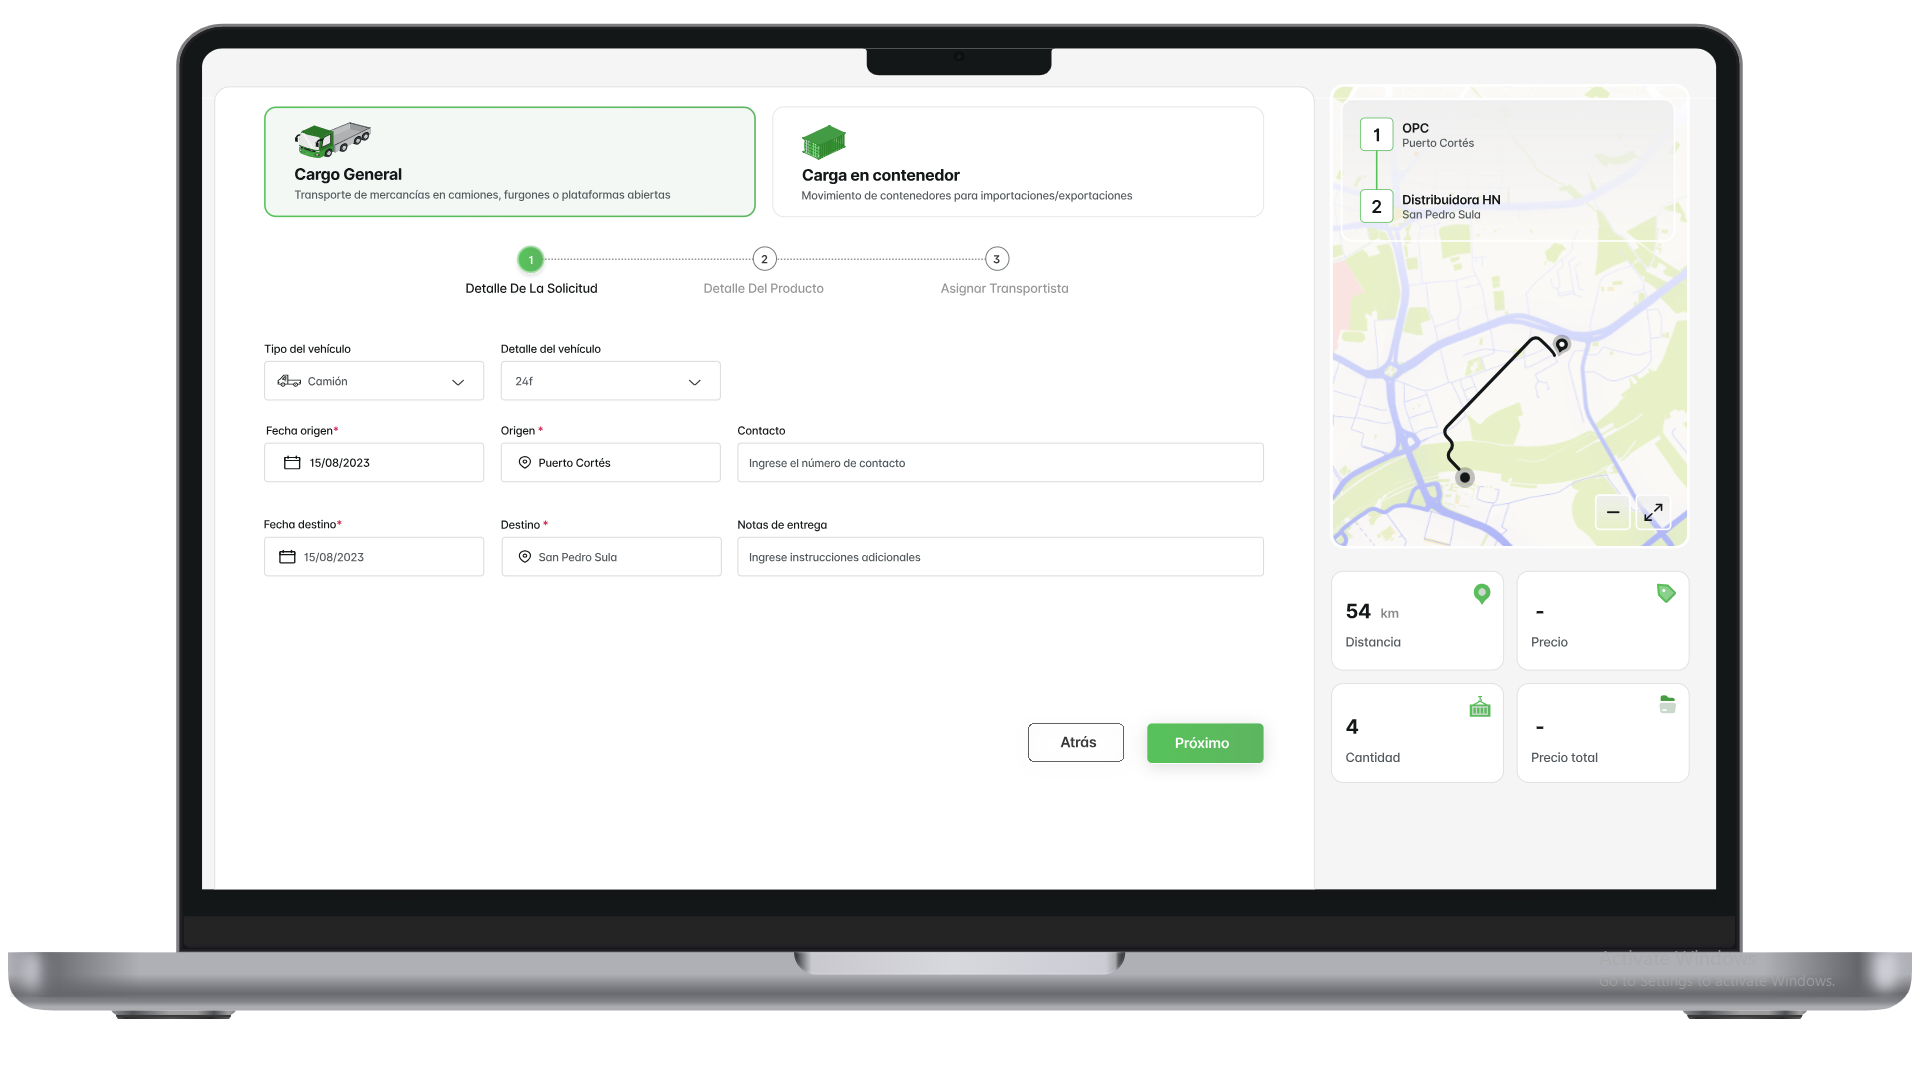 Cargo General
Transporte de mercancías en camiones, furgones o plataformas abiertas
Carga en contenedor
Movimiento de contenedores para importaciones/exportaciones
1
2
3
Detalle De La Solicitud
Detalle Del Producto
Asignar Transportista
Tipo del vehículo
Detalle del vehículo
Camión
24f
Fecha origen*
Origen *
Contacto
15/08/2023
Puerto Cortés
Ingrese el número de contacto
Fecha destino*
Destino *
Notas de entrega
15/08/2023
San Pedro Sula
Ingrese instrucciones adicionales
Atrás
Próximo
1
OPC
Puerto Cortés
2
Distribuidora HN
San Pedro Sula
54 km
Distancia
-
Precio
4
Cantidad
-
Precio total
Activate Windows
Go to Settings to activate Windows.